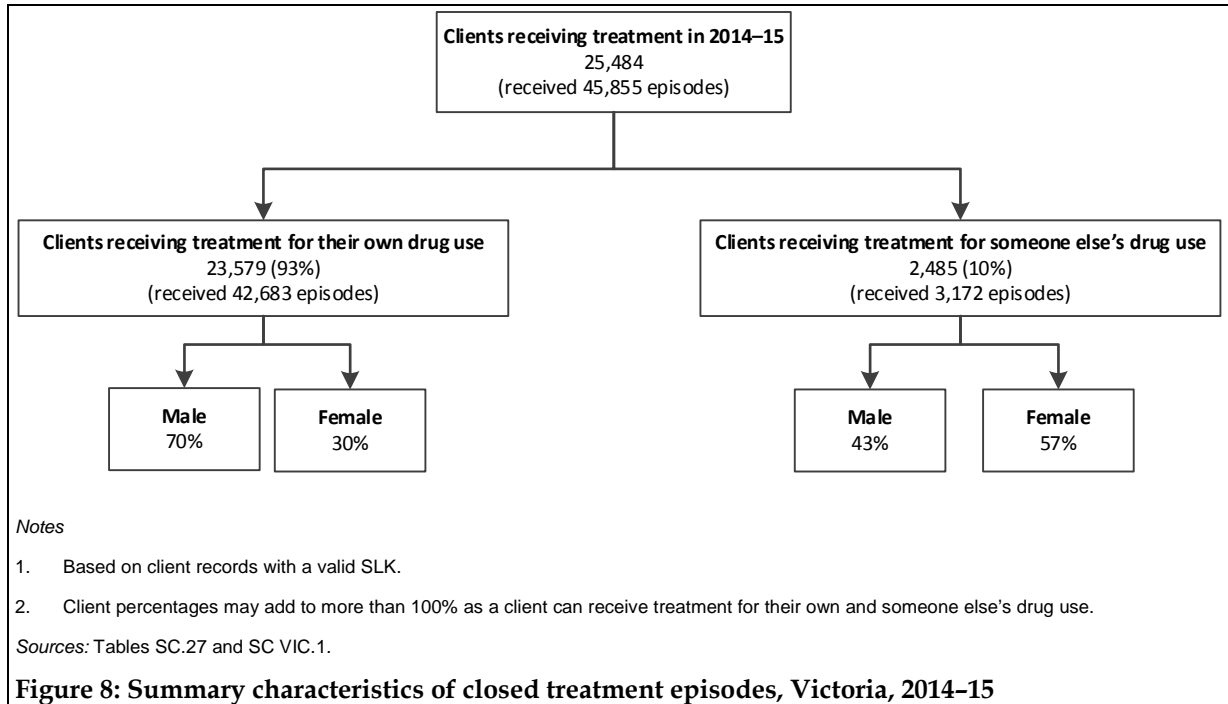 Clients receiving treatment in 2014–15
25,484
(received 45,855 episodes)
Clients receiving treatment for their own drug use
23,579 (93%)
(received 42,683 episodes)
Clients receiving treatment for someone else’s drug use
2,485 (10%)
(received 3,172 episodes)
Male
70%
Female
30%
Male
43%
Female
57%
Notes
1. Based on client records with a valid SLK.
2. Client percentages may add to more than 100% as a client can receive treatment for their own and someone else’s drug use.
Sources: Tables SC.27 and SC VIC.1.
Figure 8: Summary characteristics of closed treatment episodes, Victoria, 2014–15